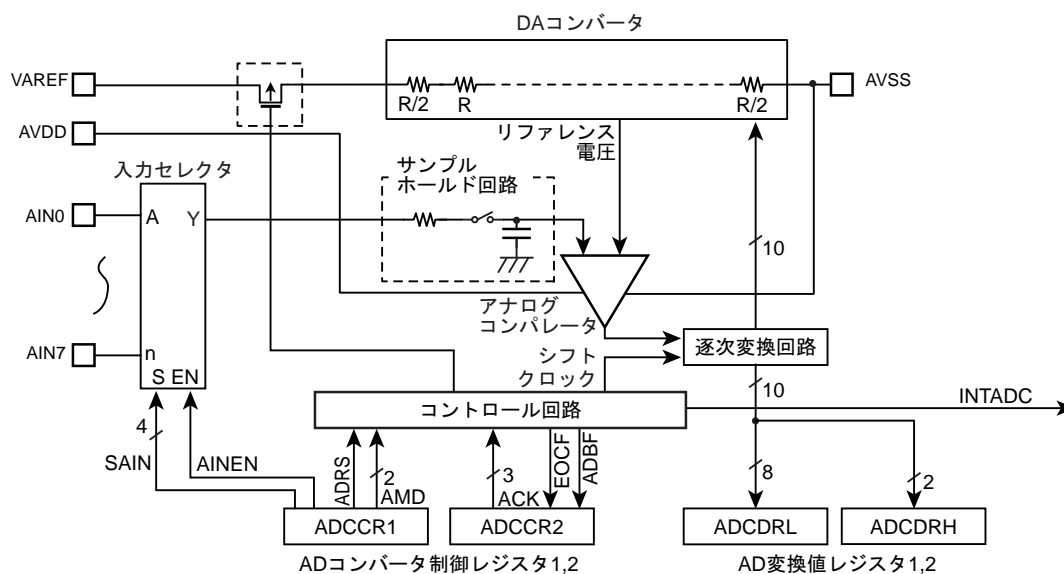 DAコンバータ
VAREF
R/2
R
R/2
AVSS
AVDD
リファレンス
電圧
入力セレクタ
サンプル
ホールド回路
AIN0
A
Y
10
アナログ
コンパレータ
AIN7
n
S EN
シフト
クロック
逐次変換回路
10
コントロール回路
INTADC
4
SAIN
AINEN
ADRS
2
AMD
3
ACK
EOCF
ADBF
8
2
ADCCR1
ADCCR2
ADCDRL
ADCDRH
ADコンバータ制御レジスタ1,2
AD変換値レジスタ1,2